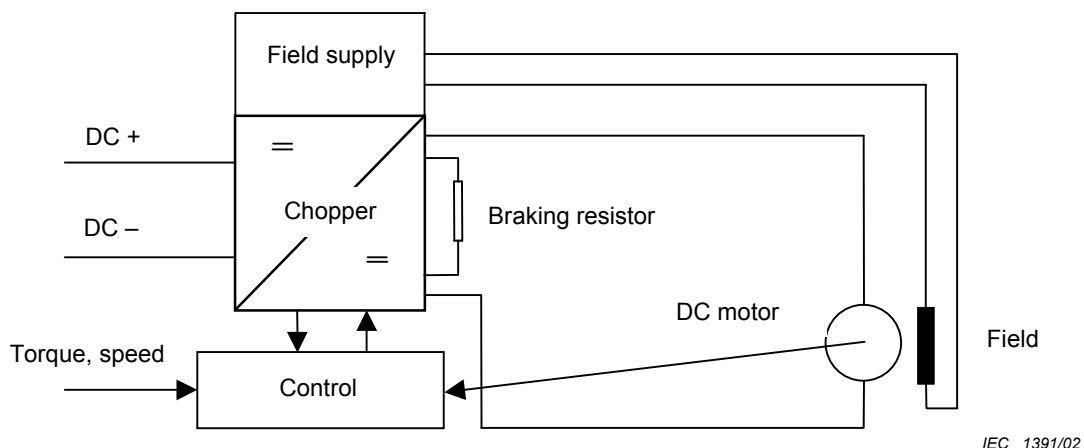 Field supply
DC +
=
Chopper
Braking resistor
DC –
=
DC motor
Torque, speed
Control
Field
IEC 1391/02